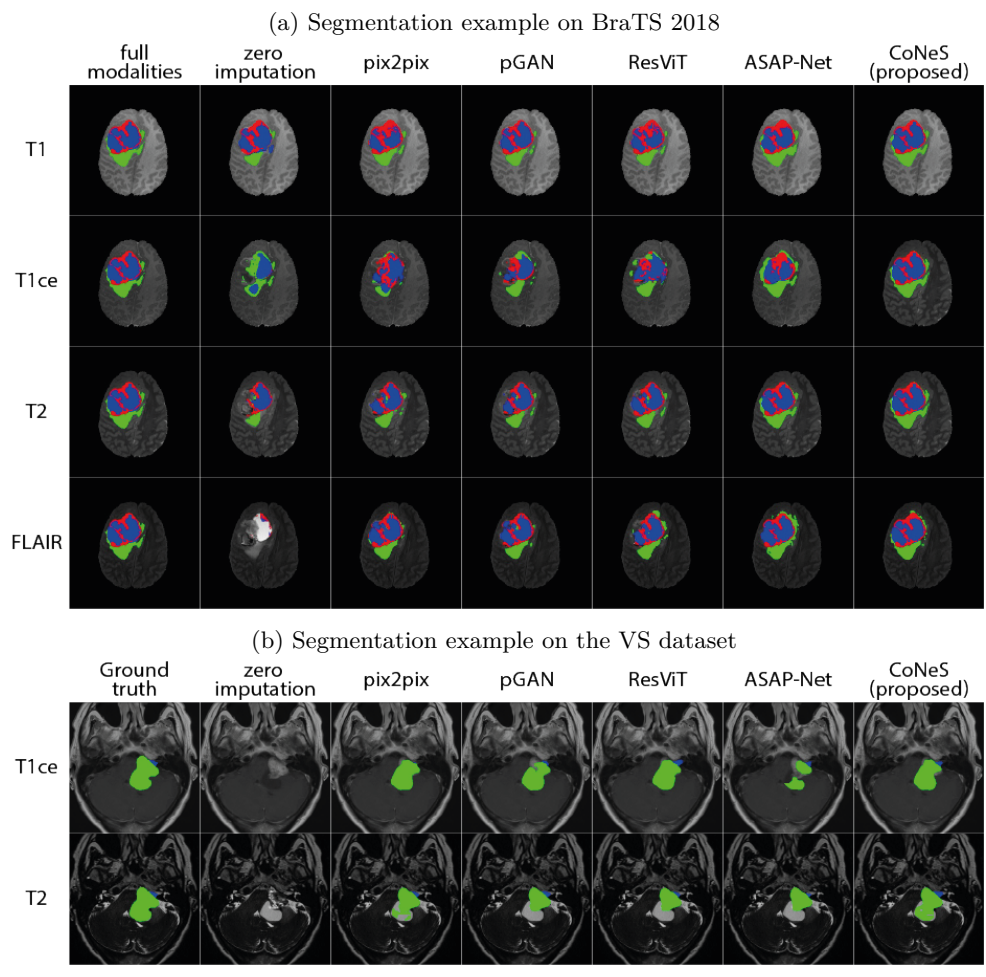 (a) Segmentation example on BraTS 2018
full modalities zero imputation pix2pix pGAN ResViT ASAP-Net CoNeS (proposed)
T1
T1ce
T2
FLAIR
(b) Segmentation example on the VS dataset
Ground truth zero imputation pix2pix pGAN ResViT ASAP-Net CoNeS (proposed)
T1ce
T2